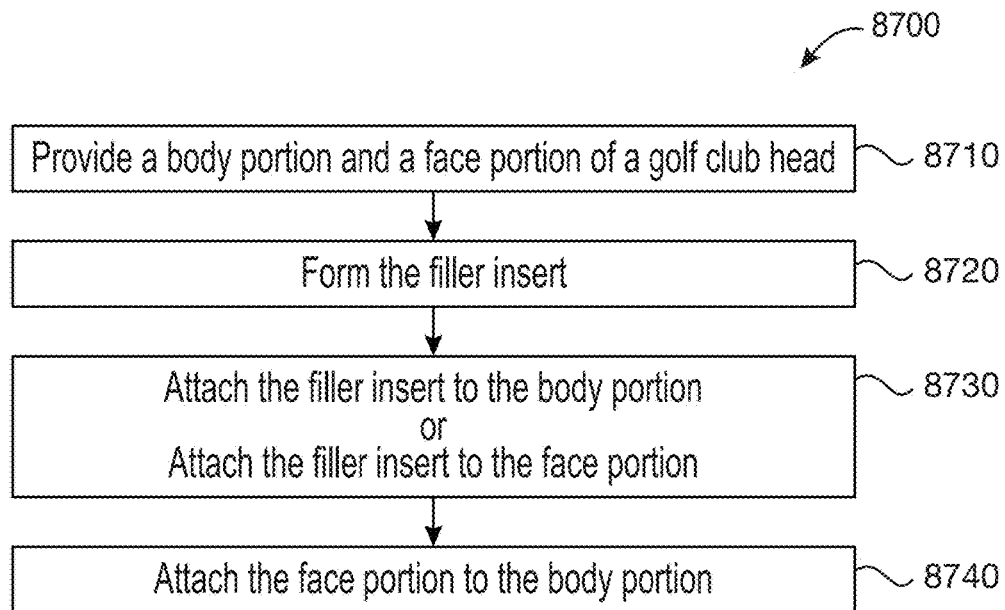 8700
Provide a body portion and a face portion of a golf club head
8710
Form the filler insert
8720
Attach the filler insert to the body portion
or
Attach the filler insert to the face portion
8730
Attach the face portion to the body portion
8740